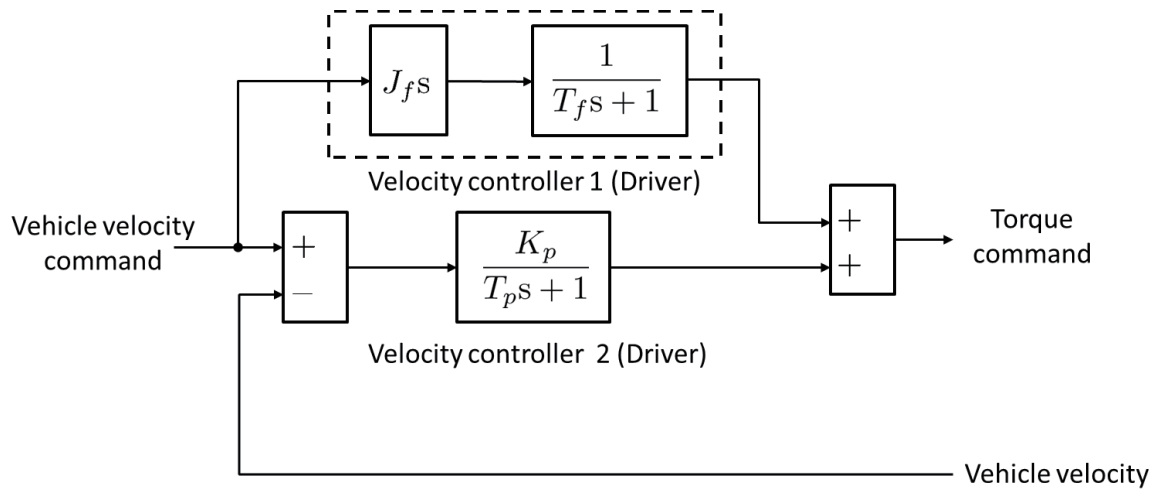 J_f s
1
T_f s + 1
Velocity controller 1 (Driver)
Vehicle velocity
command
+
−
K_p
T_p s + 1
Velocity controller 2 (Driver)
+
+
Torque
command
Vehicle velocity